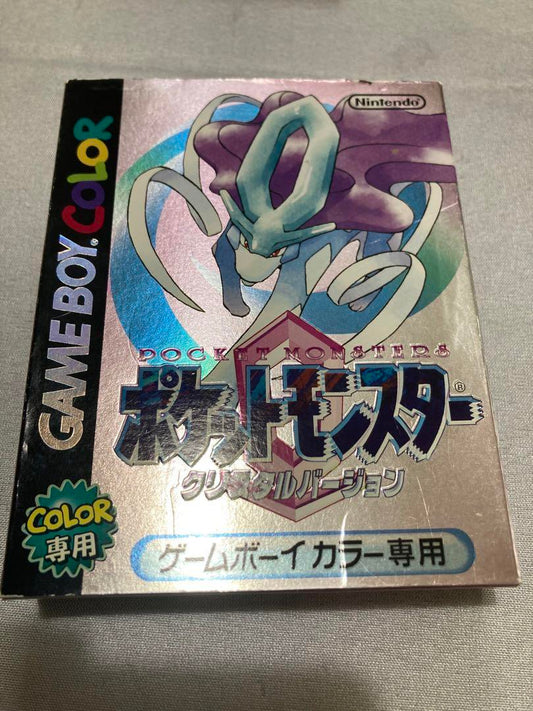 Nintendo
GAME BOY COLOR
POCKET MONSTERS
ポケットモンスター®
クリスタルバージョン
COLOR
専用
ゲームボーイカラー専用